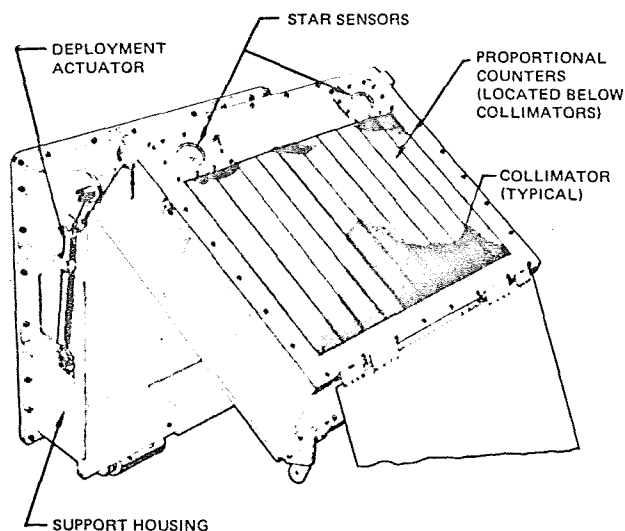 STAR SENSORS
DEPLOYMENT
ACTUATOR
PROPORTIONAL
COUNTERS
(LOCATED BELOW
COLLIMATORS)
COLLIMATOR
(TYPICAL)
SUPPORT HOUSING